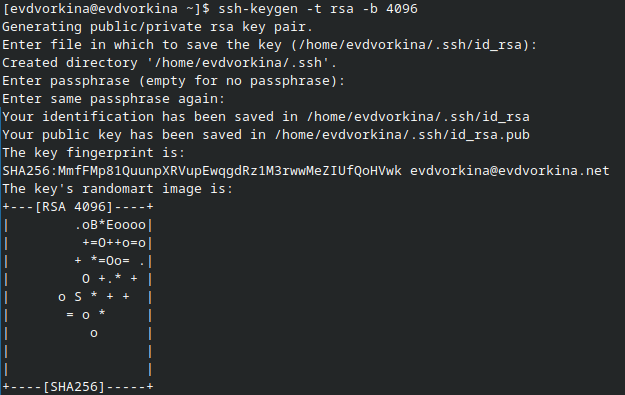 [evdvorkina@evdvorkina ~]$ ssh-keygen -t rsa -b 4096
Generating public/private rsa key pair.
Enter file in which to save the key (/home/evdvorkina/.ssh/id_rsa):
Created directory '/home/evdvorkina/.ssh'.
Enter passphrase (empty for no passphrase):
Enter same passphrase again:
Your identification has been saved in /home/evdvorkina/.ssh/id_rsa
Your public key has been saved in /home/evdvorkina/.ssh/id_rsa.pub
The key fingerprint is:
SHA256:MmfFMp81QuunpXRVupEwqgdRz1M3rwwMeZIUfQoHVwk evdvorkina@evdvorkina.net
The key's randomart image is:
+---[RSA 4096]----+
|         .oB*Eoooo|
|          +=O++o=o|
|         + *=Oo= .|
|          O +.* + |
|       o S * + +  |
|        = o *     |
|           o      |
|                  |
|                  |
+----[SHA256]-----+